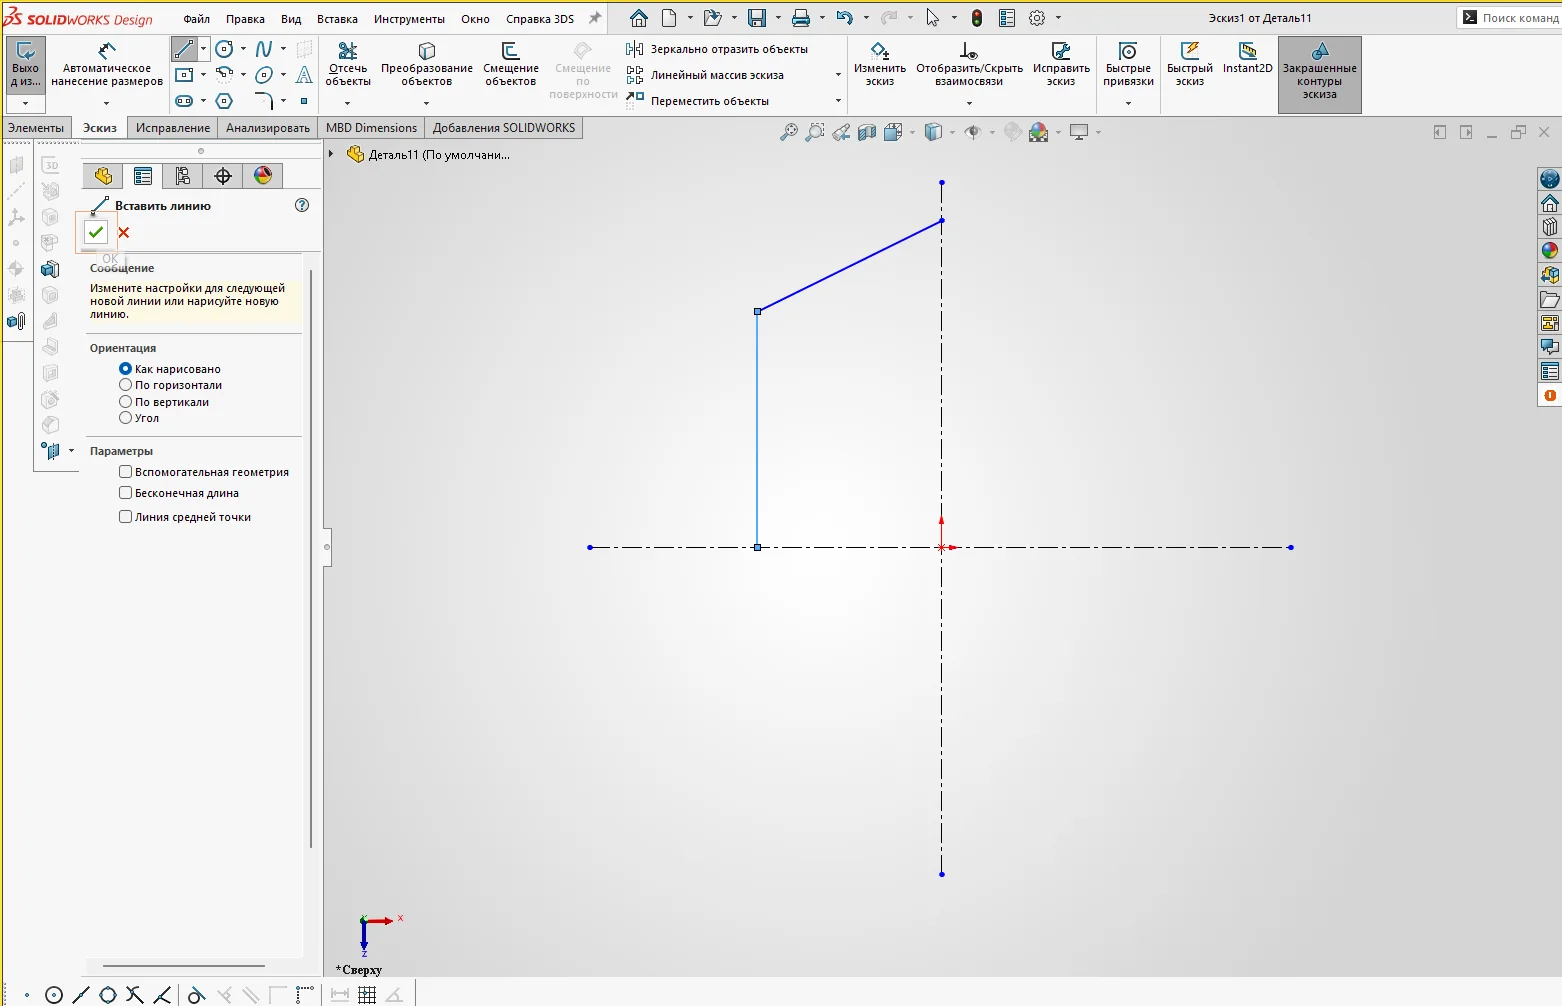 SOLIDWORKS Design
Файл Правка Вид Вставка Инструменты Окно Справка 3DS
Эскиз1 от Деталь11
Поиск команд
Выхо
д из...
Автоматическое
нанесение размеров
Отсечь
объекты
Преобразование
объектов
Смещение
объектов
Смещение
по
поверхности
Зеркально отразить объекты
Линейный массив эскиза
Переместить объекты
Изменить
эскиз
Отобразить/Скрыть
взаимосвязи
Исправить
эскиз
Быстрые
привязки
Быстрый
эскиз
Instant2D
Закрашенные
контуры
эскиза
Элементы Эскиз Исправление Анализировать MBD Dimensions Добавления SOLIDWORKS
Деталь11 (По умолчани...
3D
Вставить линию
OK
Сообщение
Измените настройки для следующей
новой линии или нарисуйте новую
линию.
Ориентация
Как нарисовано
По горизонтали
По вертикали
Угол
Параметры
Вспомогательная геометрия
Бесконечная длина
Линия средней точки
Y
X
Z
*Сверху